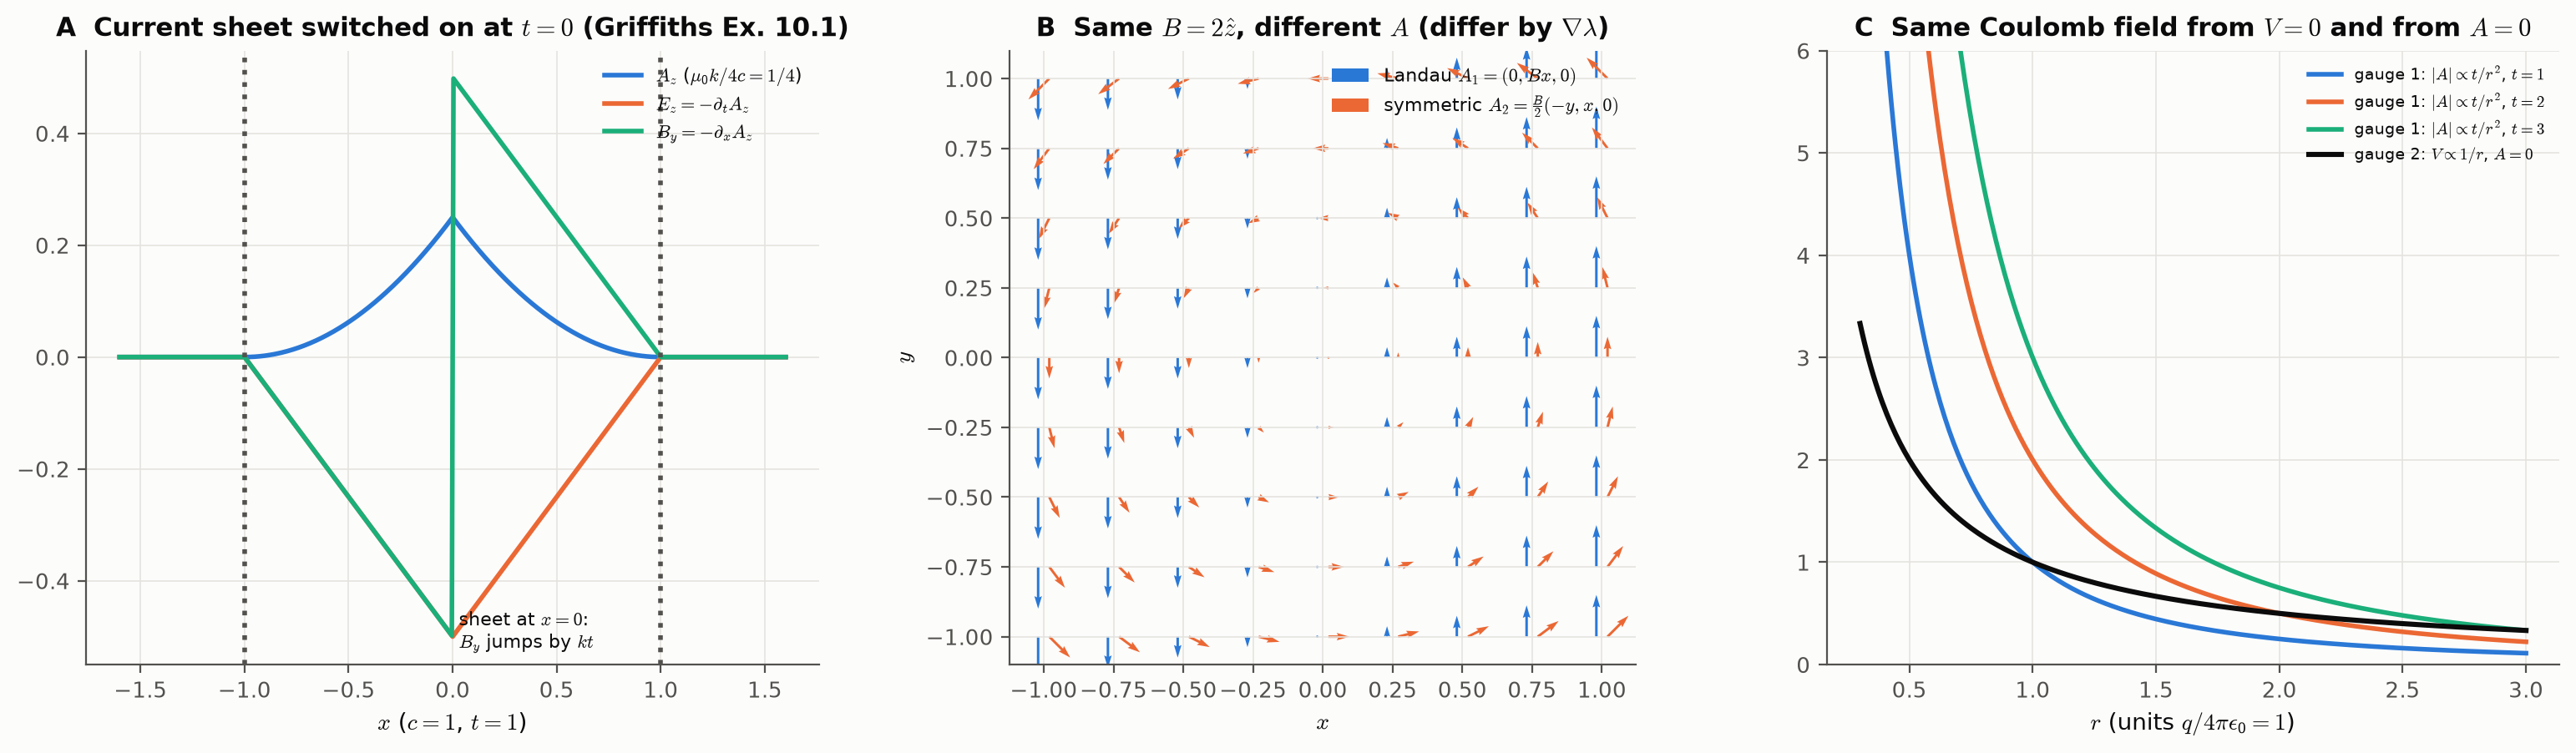 A Current sheet switched on at t=0 (Griffiths Ex. 10.1)
A_z (μ₀k/4c = 1/4)
E_z = −∂_tA_z
B_y = −∂_xA_z
0.4
0.2
0.0
−0.2
−0.4
sheet at x = 0:
B_y jumps by kt
−1.5 −1.0 −0.5 0.0 0.5 1.0 1.5
x (c = 1, t = 1)
B Same B = 2ẑ, different A (differ by ∇λ)
Landau A₁ = (0, Bx, 0)
symmetric A₂ = B/2(−y, x, 0)
1.00
0.75
0.50
0.25
0.00
−0.25
−0.50
−0.75
−1.00
y
−1.00 −0.75 −0.50 −0.25 0.00 0.25 0.50 0.75 1.00
x
C Same Coulomb field from V=0 and from A=0
gauge 1: |A| ∝ t/r², t = 1
gauge 1: |A| ∝ t/r², t = 2
gauge 1: |A| ∝ t/r², t = 3
gauge 2: V ∝ 1/r, A = 0
6
5
4
3
2
1
0
0.5 1.0 1.5 2.0 2.5 3.0
r (units q/4πϵ₀ = 1)